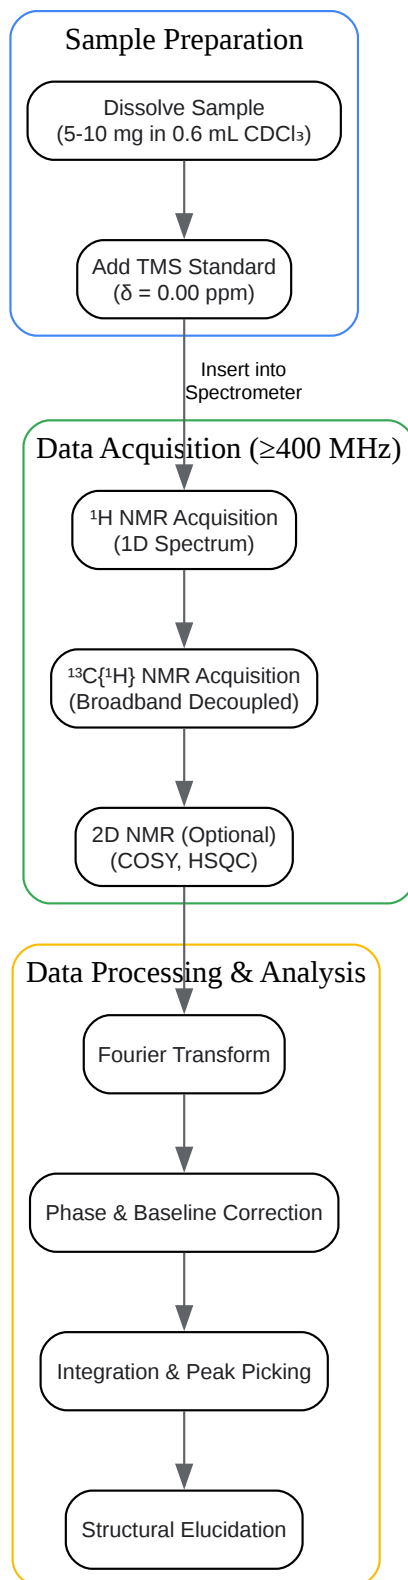 Sample Preparation
Dissolve Sample
(5-10 mg in 0.6 mL CDCl₃)
Add TMS Standard
(δ = 0.00 ppm)
Insert into
Spectrometer
Data Acquisition (≥400 MHz)
¹H NMR Acquisition
(1D Spectrum)
¹³C{¹H} NMR Acquisition
(Broadband Decoupled)
2D NMR (Optional)
(COSY, HSQC)
Data Processing & Analysis
Fourier Transform
Phase & Baseline Correction
Integration & Peak Picking
Structural Elucidation